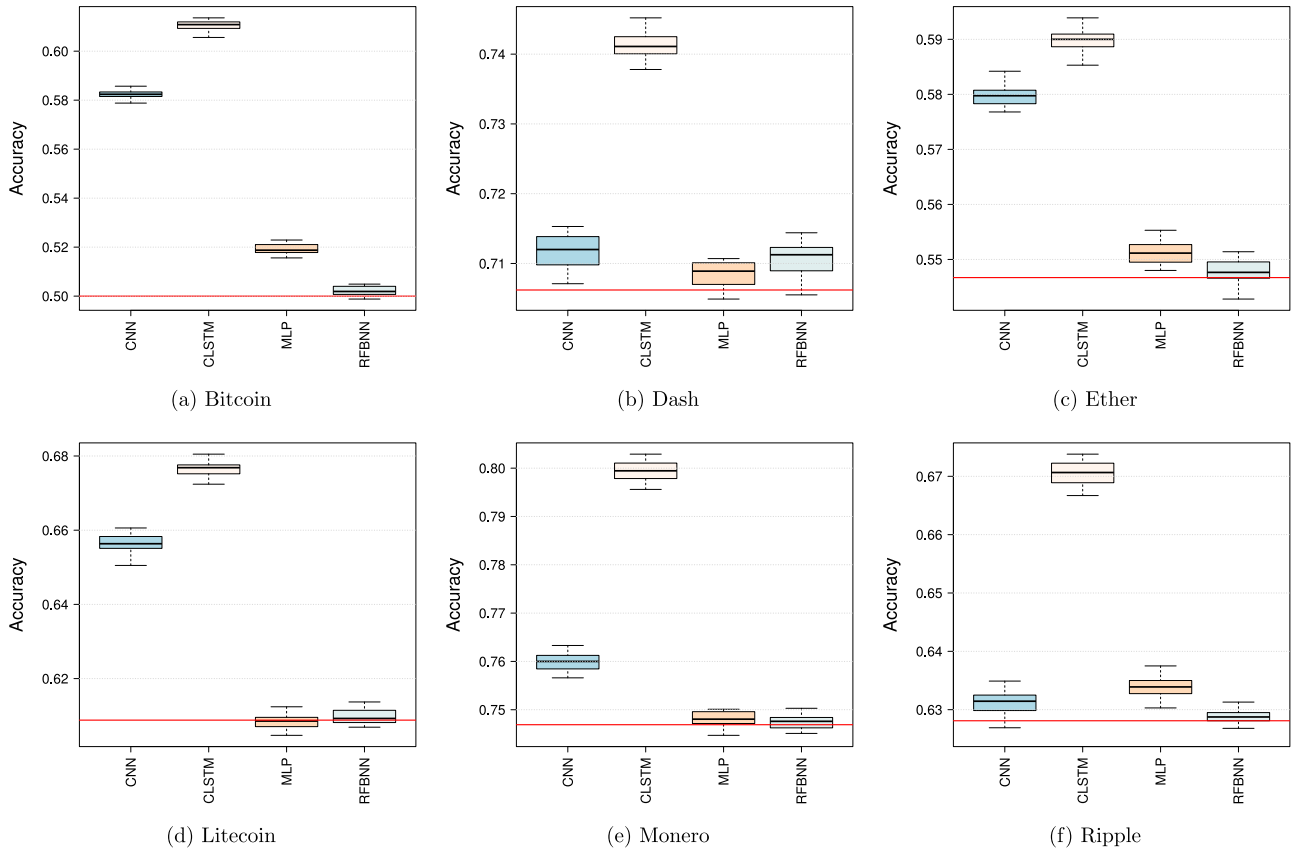 Accuracy
0.60
0.58
0.56
0.54
0.52
0.50
CNN
CLSTM
MLP
RFBNN
(a) Bitcoin
Accuracy
0.74
0.73
0.72
0.71
CNN
CLSTM
MLP
RFBNN
(b) Dash
Accuracy
0.59
0.58
0.57
0.56
0.55
CNN
CLSTM
MLP
RFBNN
(c) Ether
Accuracy
0.68
0.66
0.64
0.62
CNN
CLSTM
MLP
RFBNN
(d) Litecoin
Accuracy
0.80
0.79
0.78
0.77
0.76
0.75
CNN
CLSTM
MLP
RFBNN
(e) Monero
Accuracy
0.67
0.66
0.65
0.64
0.63
CNN
CLSTM
MLP
RFBNN
(f) Ripple